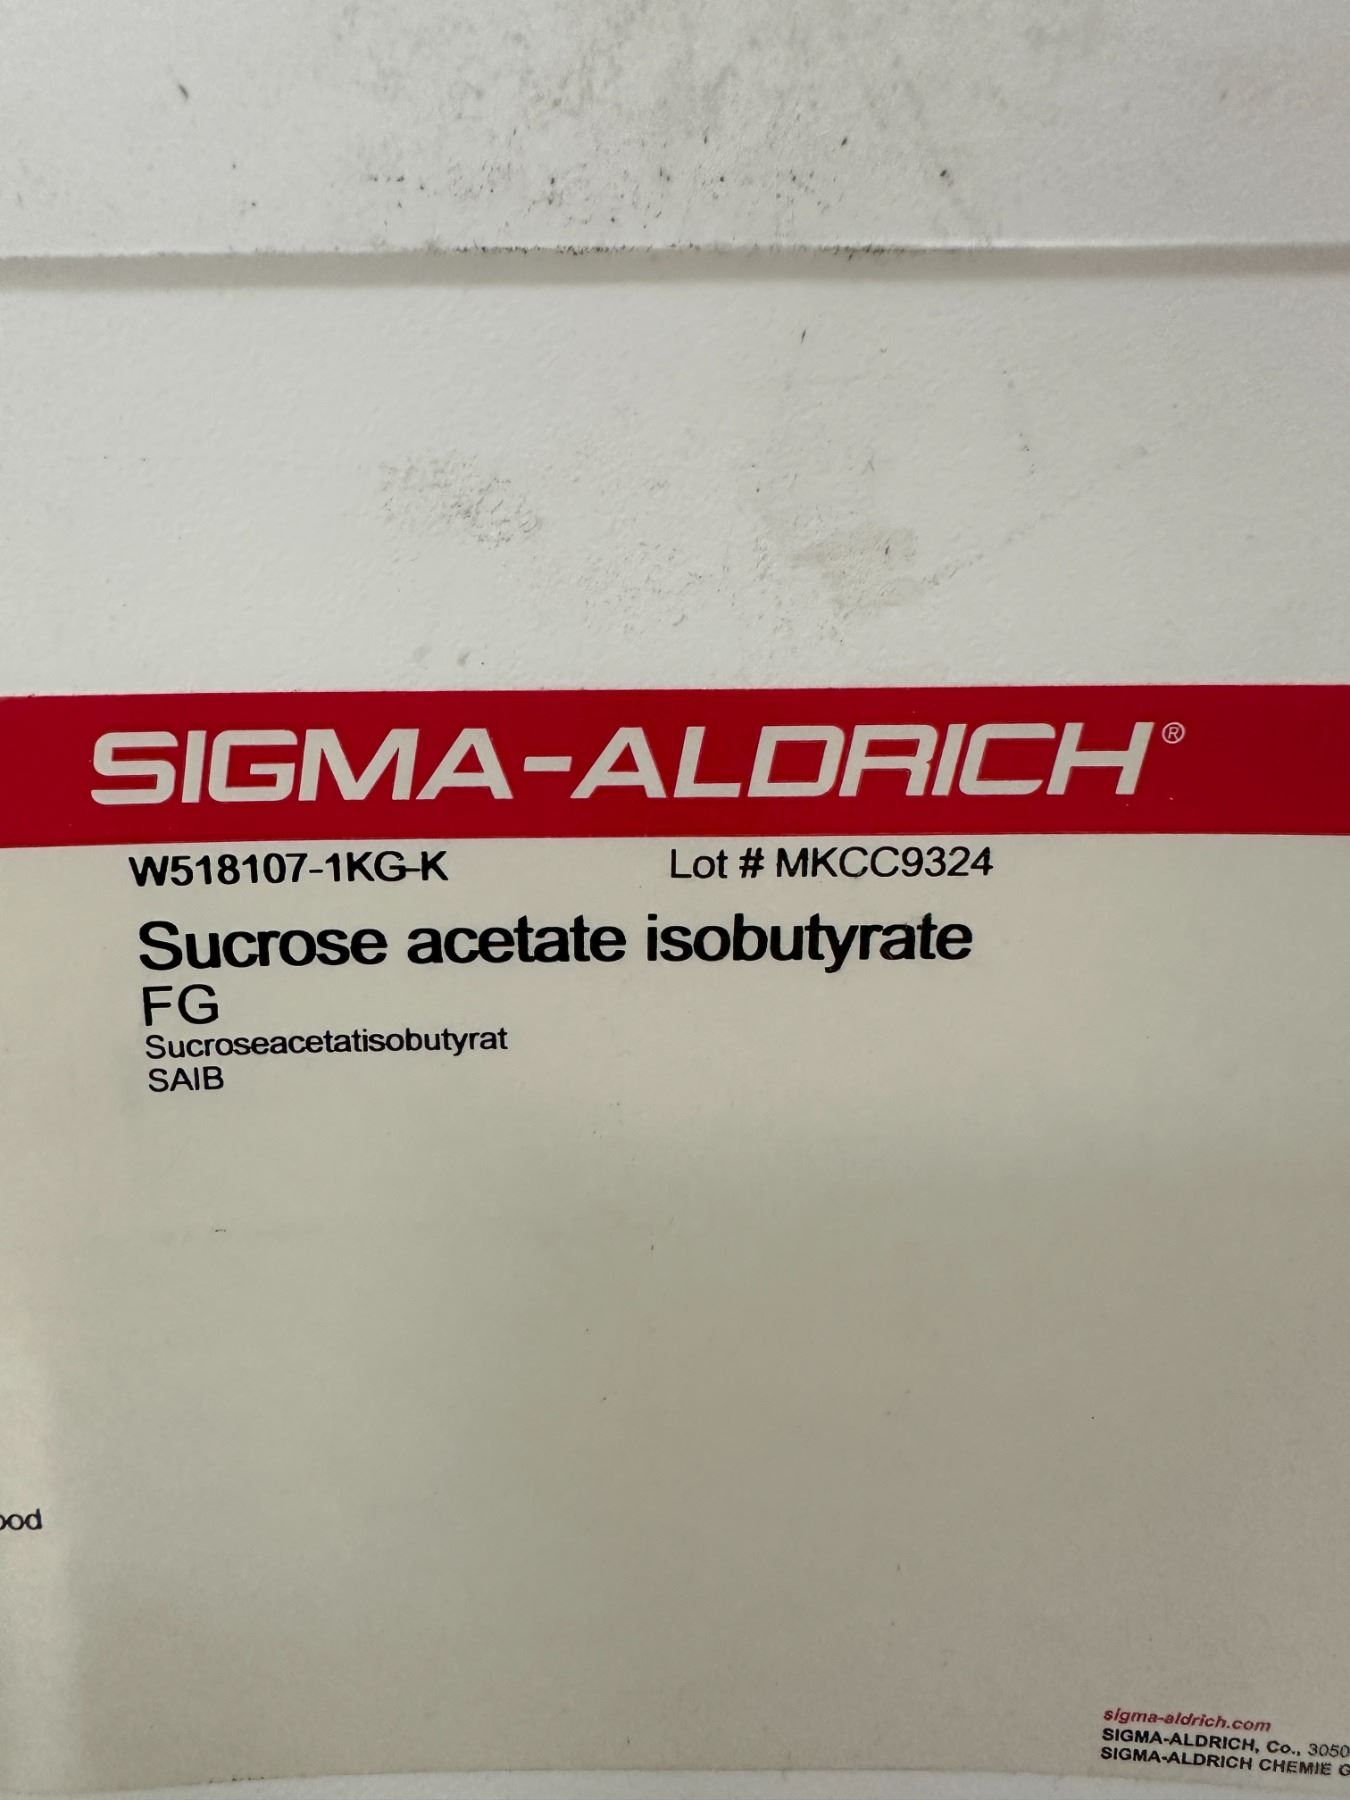 SIGMA-ALDRICH®
W518107-1KG-K Lot # MKCC9324
Sucrose acetate isobutyrate
FG
Sucroseacetatisobutyrat
SAIB
ood
sigma-aldrich.com
SIGMA-ALDRICH, Co., 3050
SIGMA-ALDRICH CHEMIE G